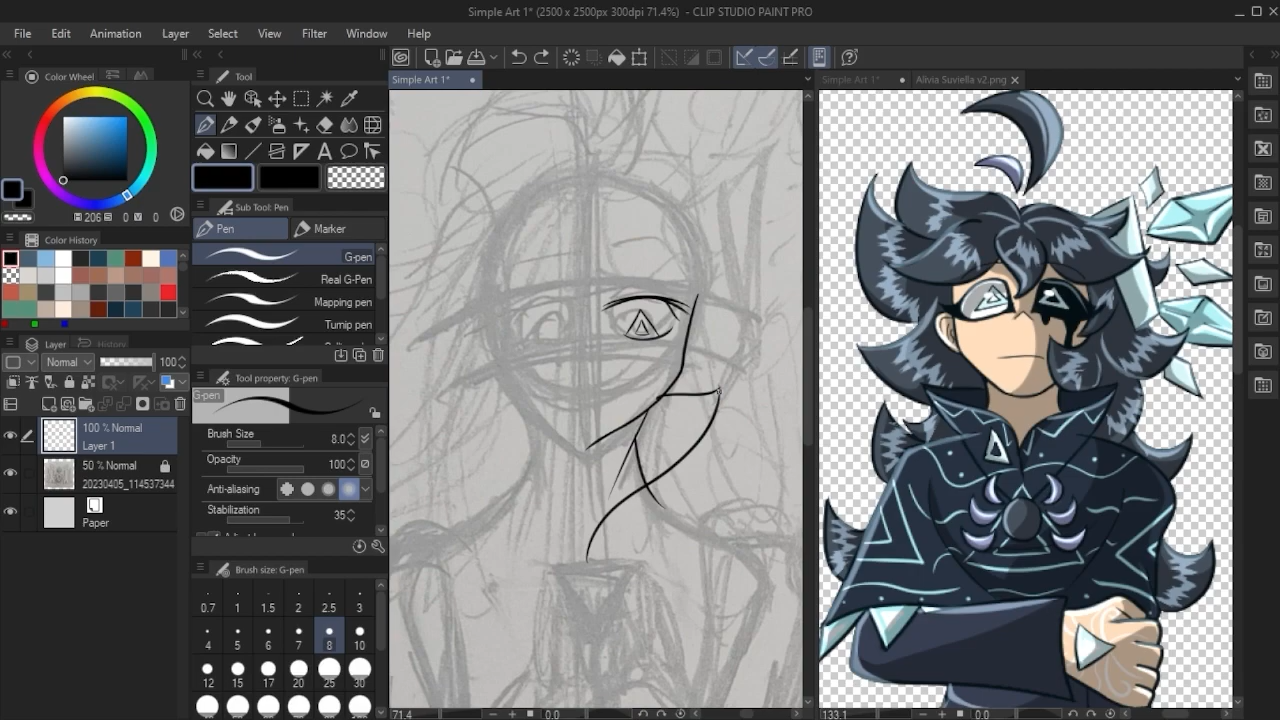 Simple Art 1* (2500 x 2500px 300dpi 71.4%)  - CLIP STUDIO PAINT PRO
File Edit Animation Layer Select View Filter Window Help
Color Wheel
Tool
Simple Art 1*
Simple Art 1*
Alivia Suviella v2.png
206 0 0
Color History
Sub Tool: Pen
Pen
Marker
G-pen
Real G-Pen
Mapping pen
Turnip pen
Layer
History
Normal
100
Tool property: G-pen
G-pen
Brush Size 8.0
Opacity 100
Anti-aliasing
Stabilization 35
100 % Normal
Layer 1
50 % Normal
20230405_114537344
Paper
Brush size: G-pen
0.7 1 1.5 2 2.5 3
4 5 6 7 8 10
12 15 17 20 25 30
71.4 0.0
133.1 0.0